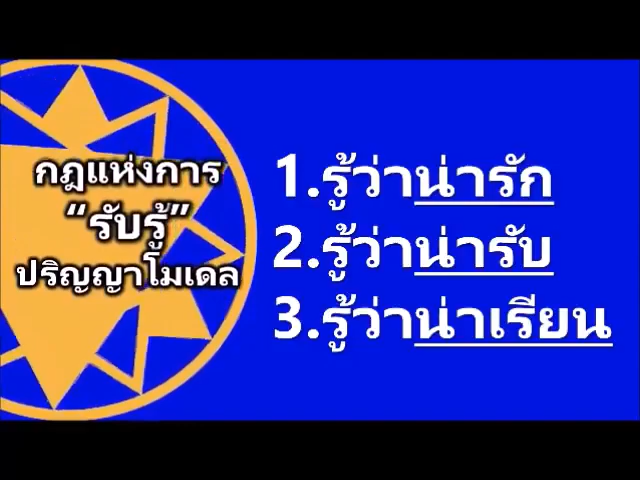 กฎแห่งการ
“รับรู้”
ปริญญาโมเดล
1.รู้ว่าน่ารัก
2.รู้ว่าน่ารับ
3.รู้ว่าน่าเรียน